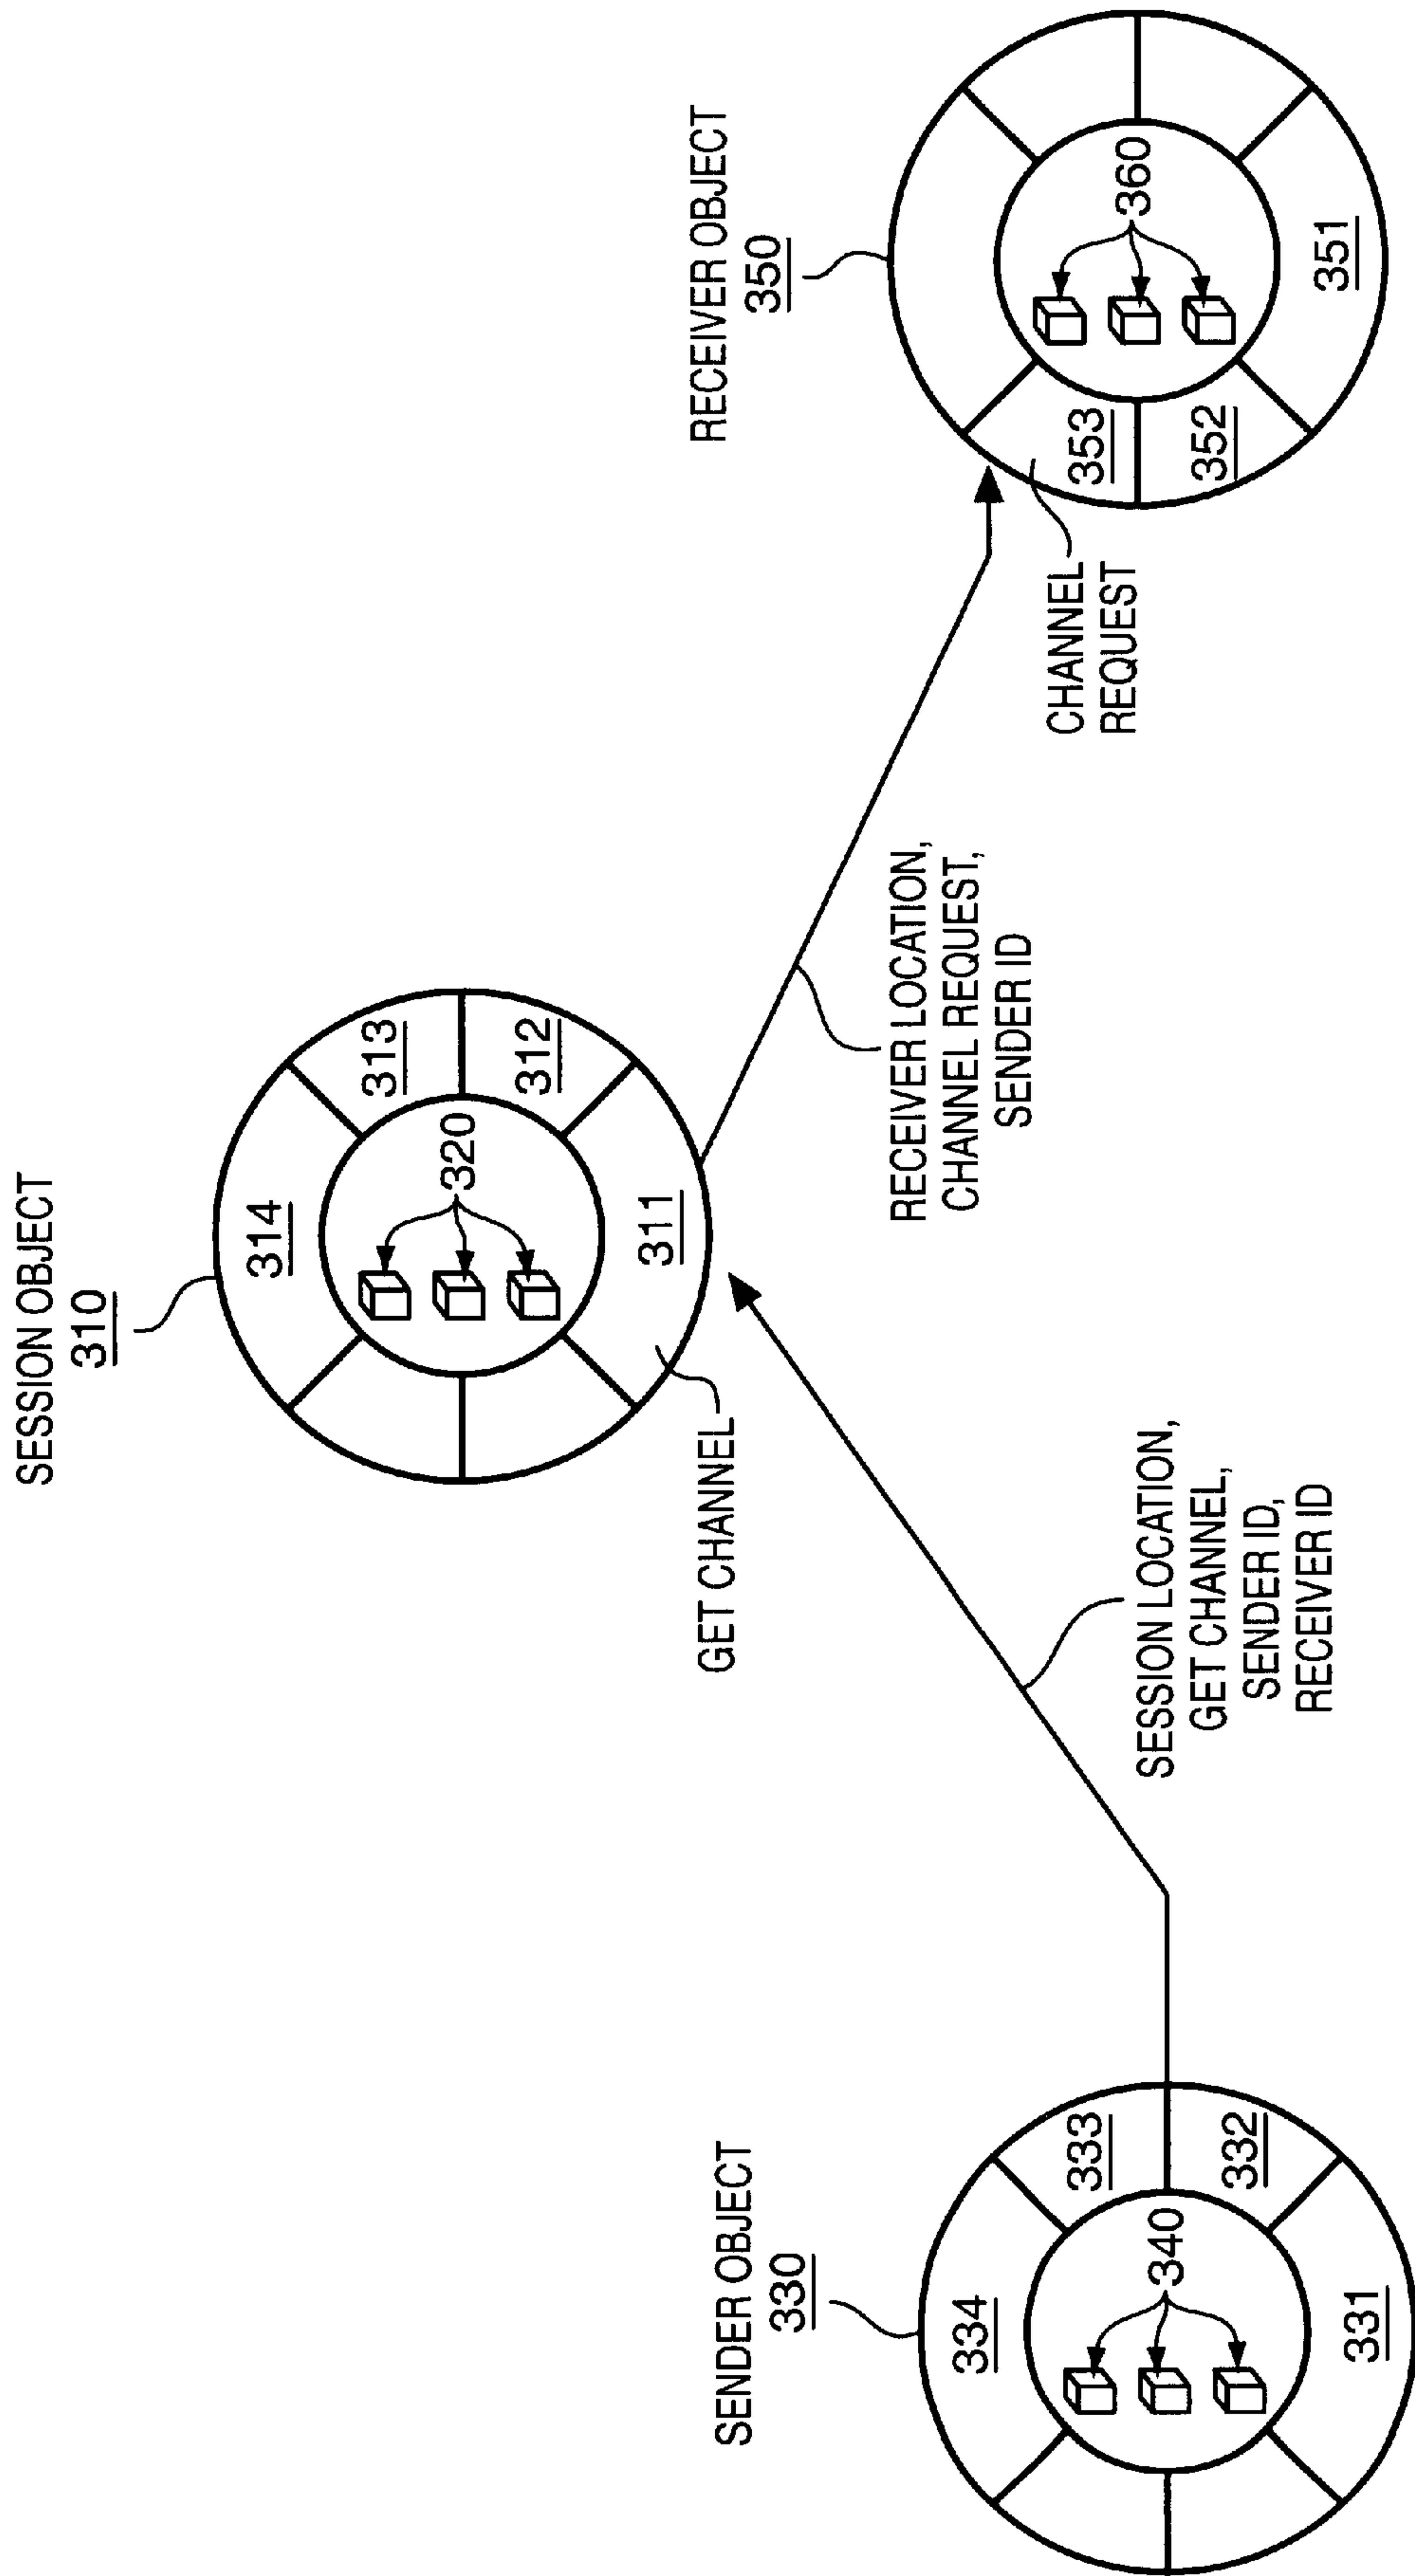 SESSION OBJECT
310
314
313
320
312
311
GET CHANNEL
SENDER OBJECT
330
334
333
340
332
331
SESSION LOCATION,
GET CHANNEL,
SENDER ID,
RECEIVER ID
RECEIVER LOCATION,
CHANNEL REQUEST,
SENDER ID
RECEIVER OBJECT
350
353
360
352
351
CHANNEL
REQUEST